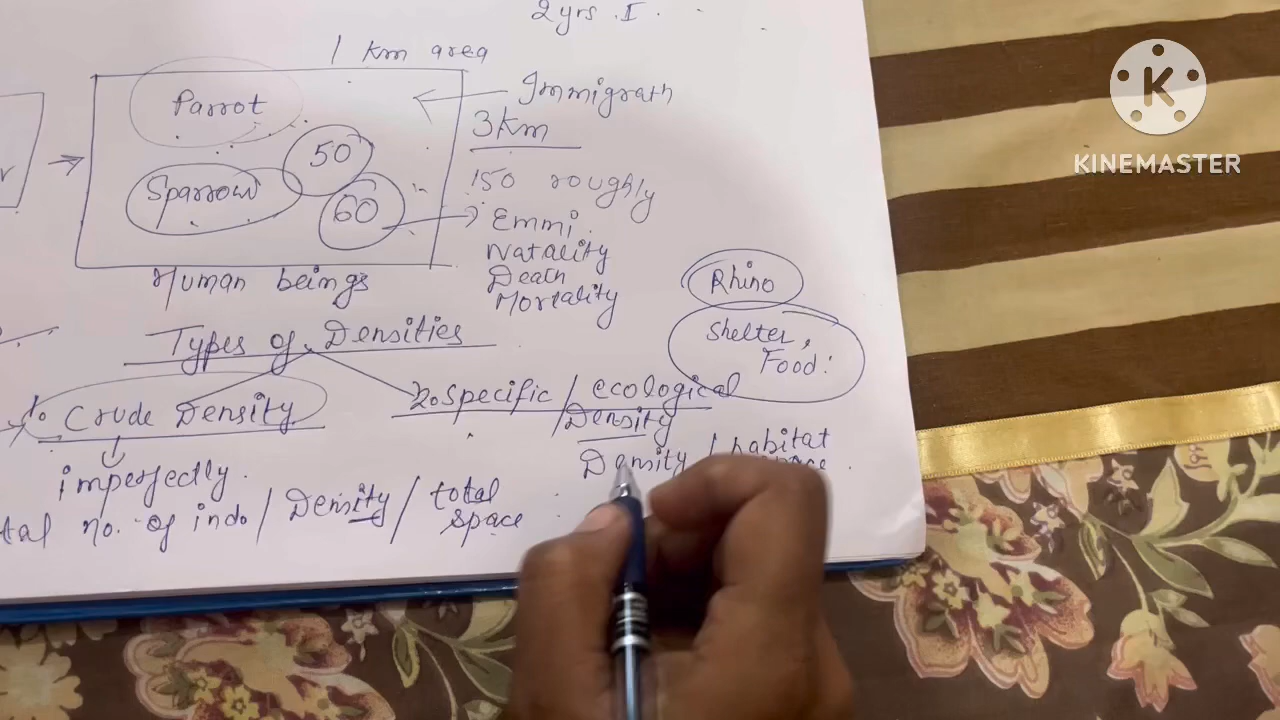 2 yrs. I.
1 km area
Parrot
Immigrath
3km
50
Sparrow
150 roughly
60
Emmi.
Natality
Death
Mortality
Human beings
Rhino
Shelter,
Food:
Types of Densities
1. Crude Density
2. Specific / ecological
Density
imperfectly.
Density / habitat
tal no. of indo / Density / total
space
KINEMASTER